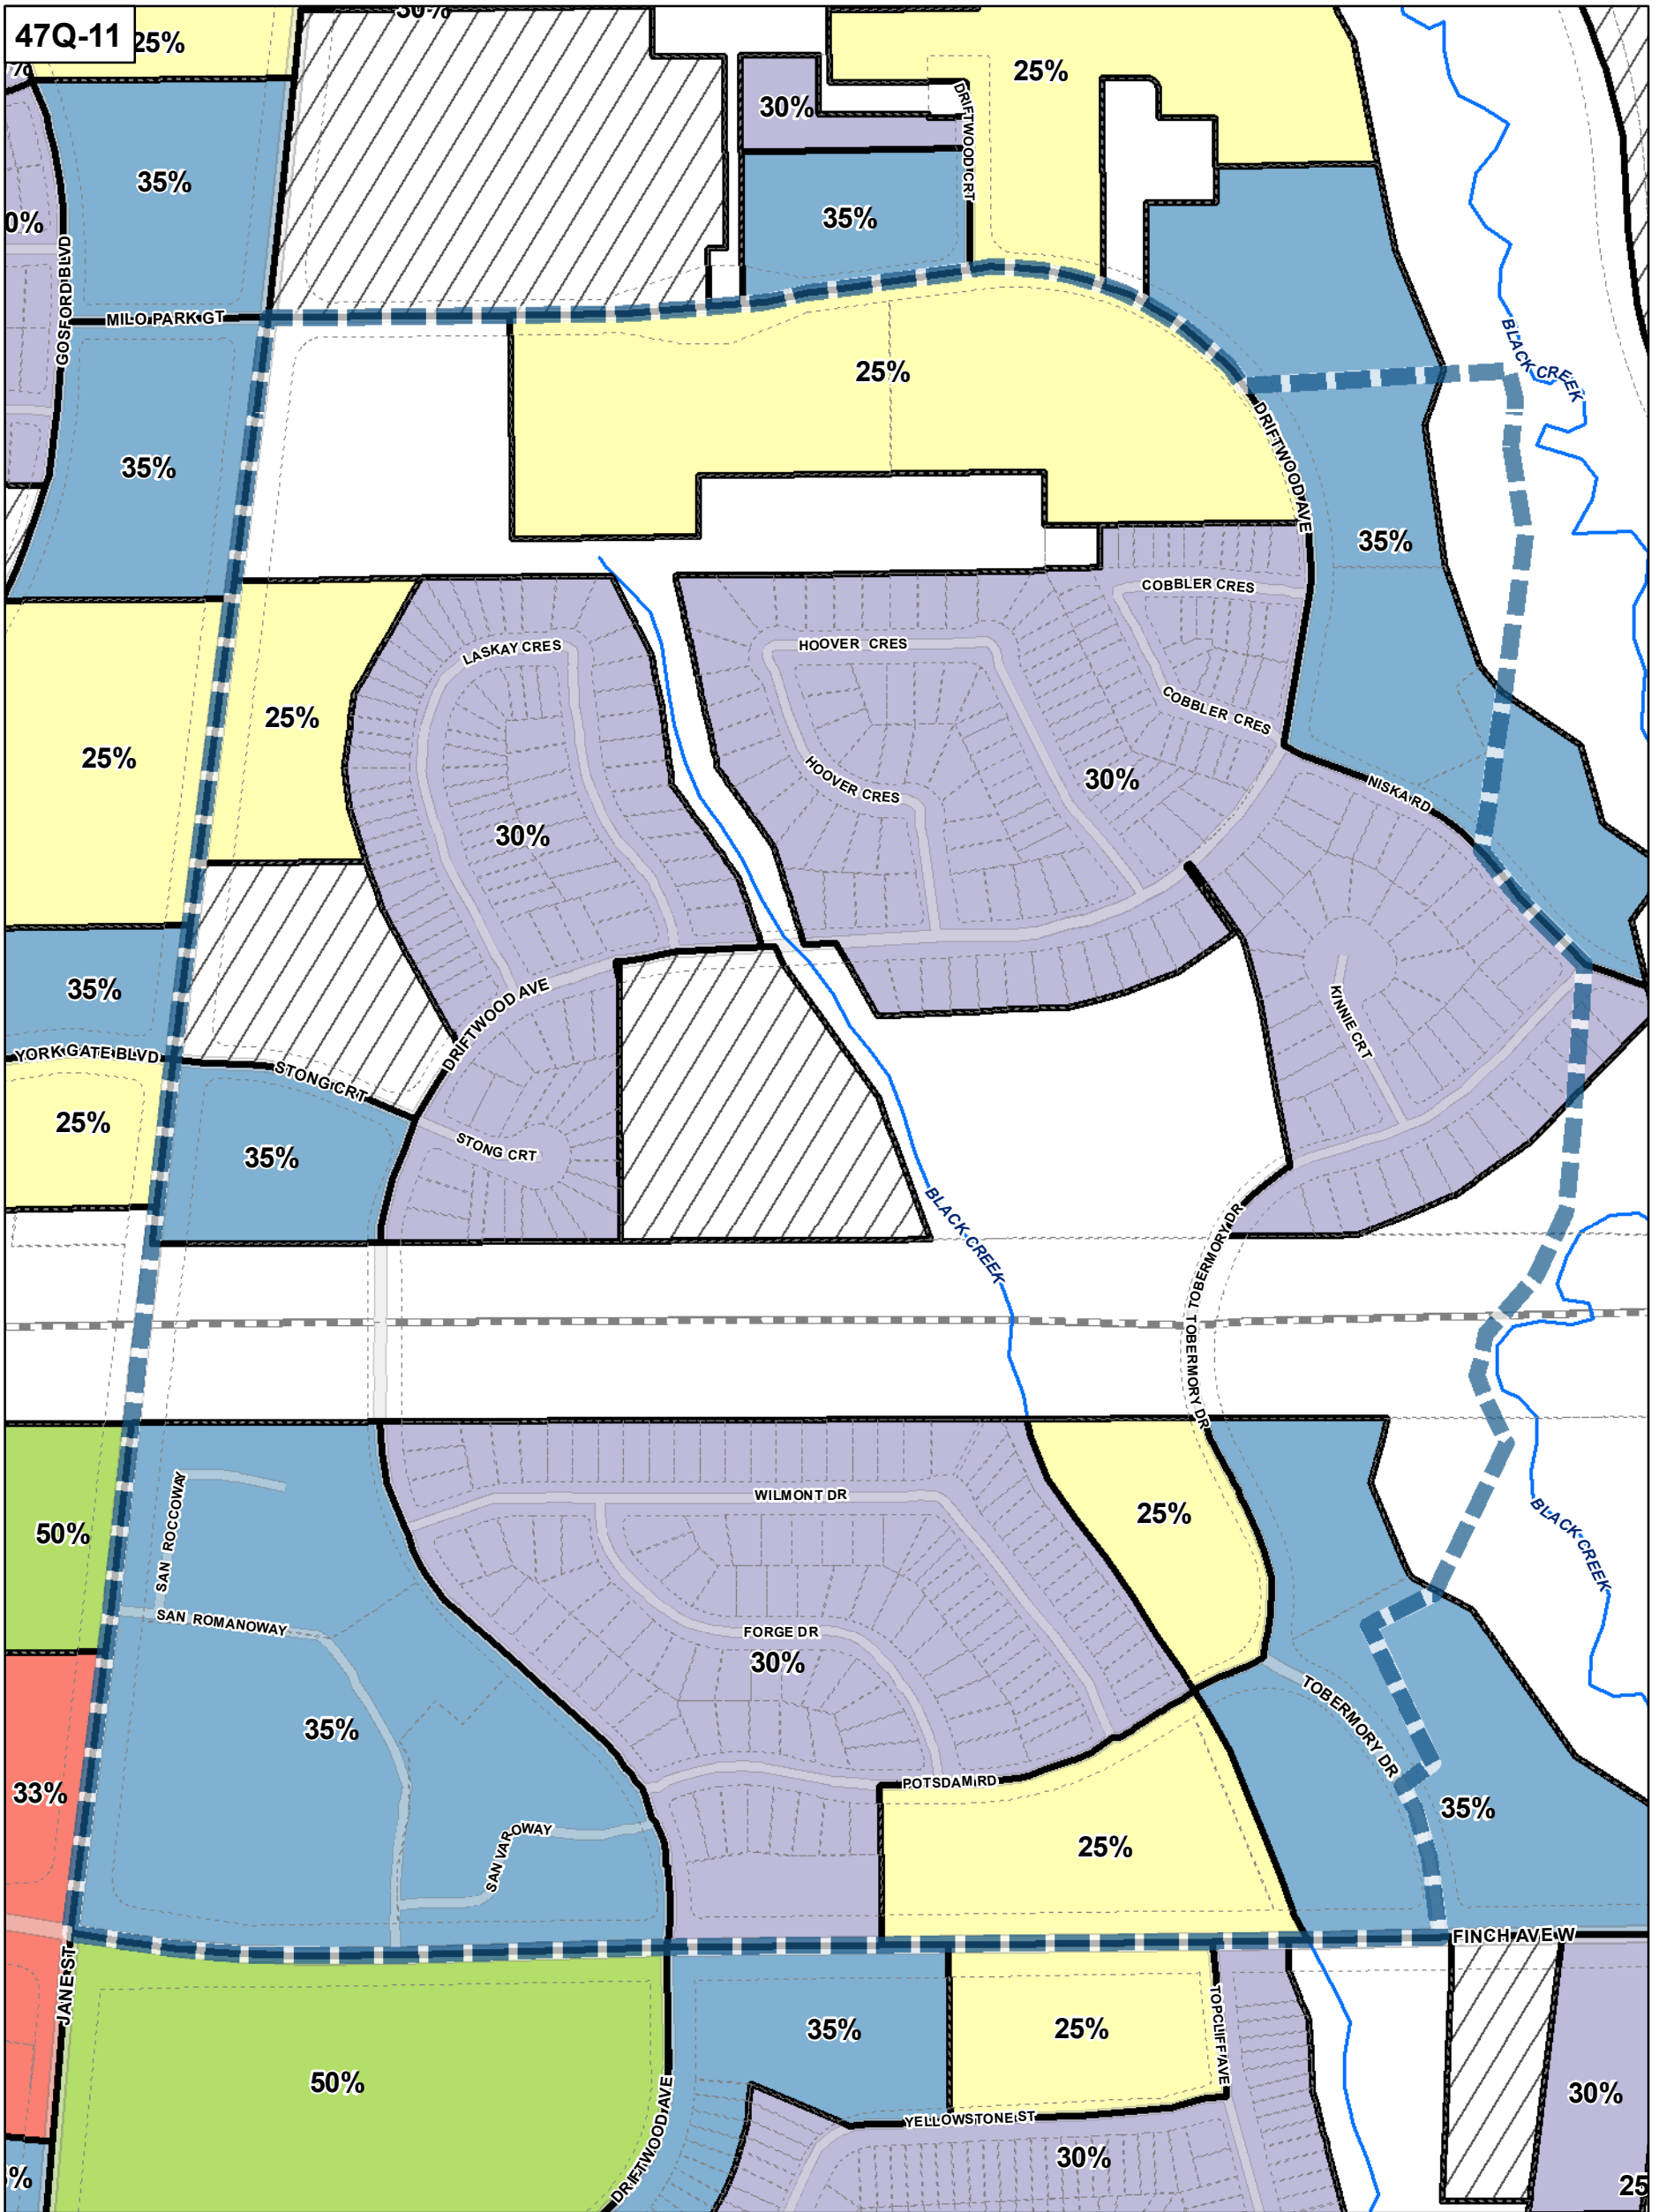 47Q-11
25%
30%
25%
30%
DRIFTWOOD CRT
35%
35%
0%
GOSFORD BLVD
MILO PARK GT
BLACK CREEK
25%
DRIFTWOOD AVE
35%
35%
COBBLER CRES
LASKAY CRES
HOOVER CRES
COBBLER CRES
25%
25%
HOOVER CRES
30%
NISKA RD
30%
35%
DRIFTWOOD AVE
KINNIE CRT
YORK GATE BLVD
STONG CRT
25%
STONG CRT
35%
BLACK CREEK
TOBERMORY DR
TOBERMORY DR
50%
SAN ROCCOWAY
WILMONT DR
25%
BLACK CREEK
SAN ROMANOWAY
FORGE DR
30%
TOBERMORY DR
35%
33%
POTSDAM RD
35%
SAN VAROWAY
25%
FINCH AVE W
JANE ST
35%
25%
TOPCLIFF AVE
50%
30%
DRIFTWOOD AVE
YELLOWSTONE ST
30%
%
25